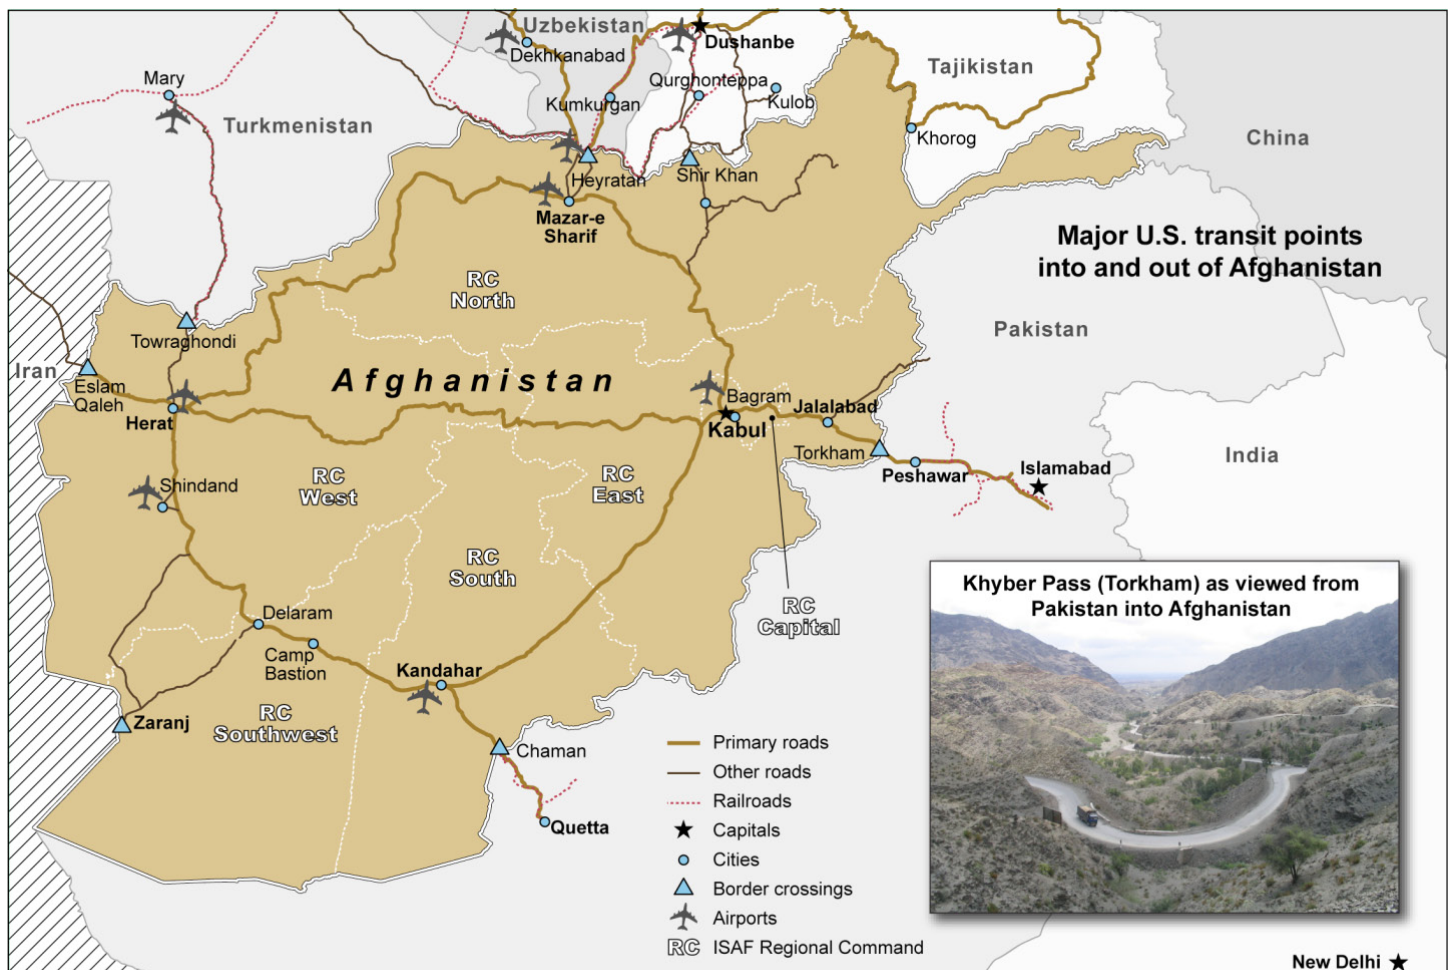 Uzbekistan
Dushanbe
Dekhkanabad
Tajikistan
Mary
Qurghonteppa
Kumkurgan
Kulob
Turkmenistan
Khorog
China
Heyratan
Shir Khan
Mazar-e
Sharif
Major U.S. transit points
into and out of Afghanistan
RC
North
Towraghondi
Pakistan
Iran
Eslam
Qaleh
Afghanistan
Herat
Bagram
Jalalabad
Kabul
Torkham
Peshawar
Islamabad
India
Shindand
RC
West
RC
East
RC
South
RC
Capital
Khyber Pass (Torkham) as viewed from
Pakistan into Afghanistan
Delaram
Camp
Bastion
Kandahar
Zaranj
RC
Southwest
Chaman
Quetta
Primary roads
Other roads
Railroads
Capitals
Cities
Border crossings
Airports
RC ISAF Regional Command
New Delhi